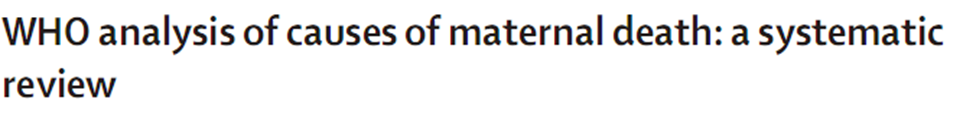 WHO analysis of causes of maternal death: a systematic
review